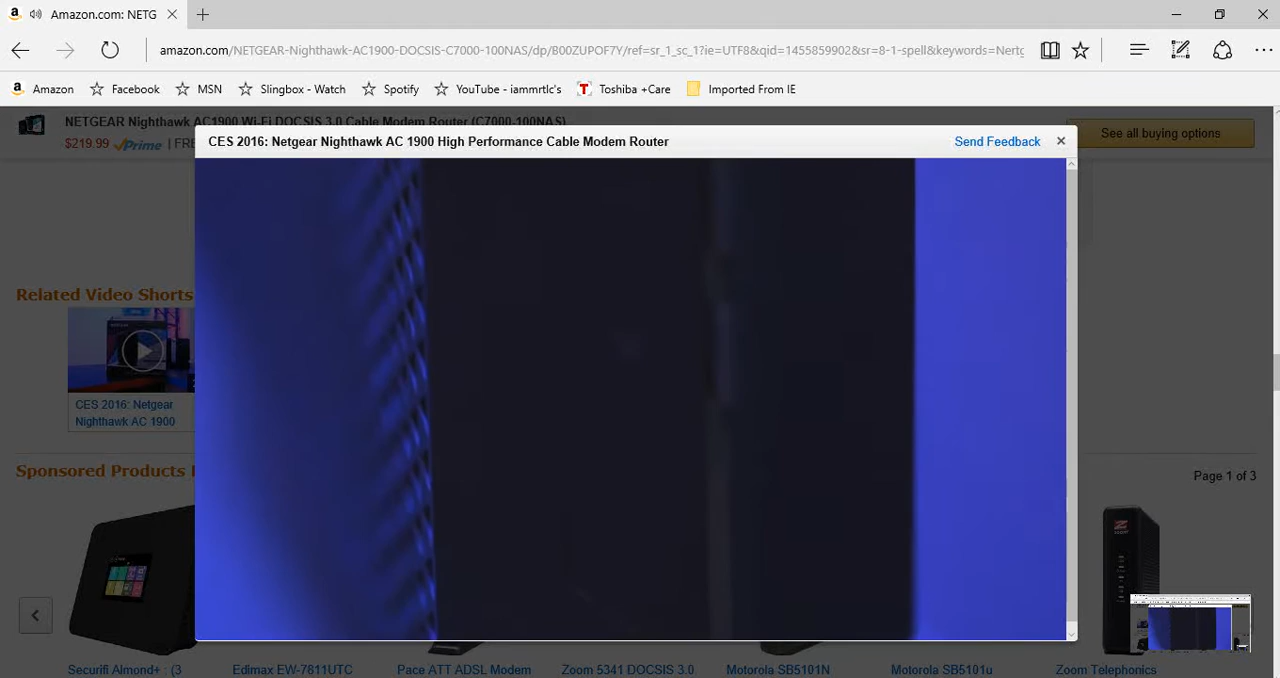 Amazon.com: NETG
amazon.com/NETGEAR-Nighthawk-AC1900-DOCSIS-C7000-100NAS/dp/B00ZUPOF7Y/ref=sr_1_sc_1?ie=UTF8&qid=1455859902&sr=8-1-spell&keywords=Nertg
Amazon Facebook MSN Slingbox - Watch Spotify YouTube - iammrtlc's Toshiba +Care Imported From IE
NETGEAR Nighthawk AC1900 Wi-Fi DOCSIS 3.0 Cable Modem Router (C7000-100NAS)
$219.99 Prime | FRE
See all buying options
CES 2016: Netgear Nighthawk AC 1900 High Performance Cable Modem Router
Send Feedback
Related Video Shorts
CES 2016: Netgear
Nighthawk AC 1900
Sponsored Products
Page 1 of 3
Securifi Almond+ : (3 Edimax EW-7811UTC Pace ATT ADSL Modem Zoom 5341 DOCSIS 3.0 Motorola SB5101N Motorola SB5101u Zoom Telephonics